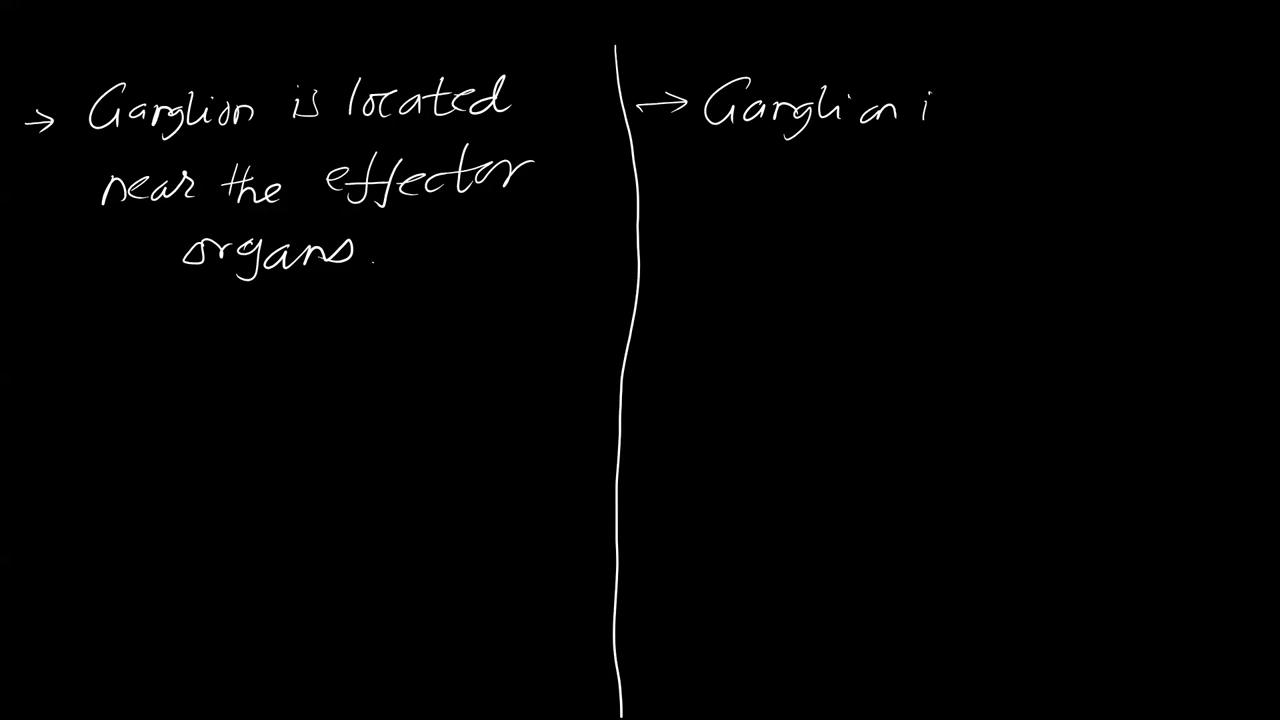 → Ganglion is located
near the effector
organs.
→ Ganglion i